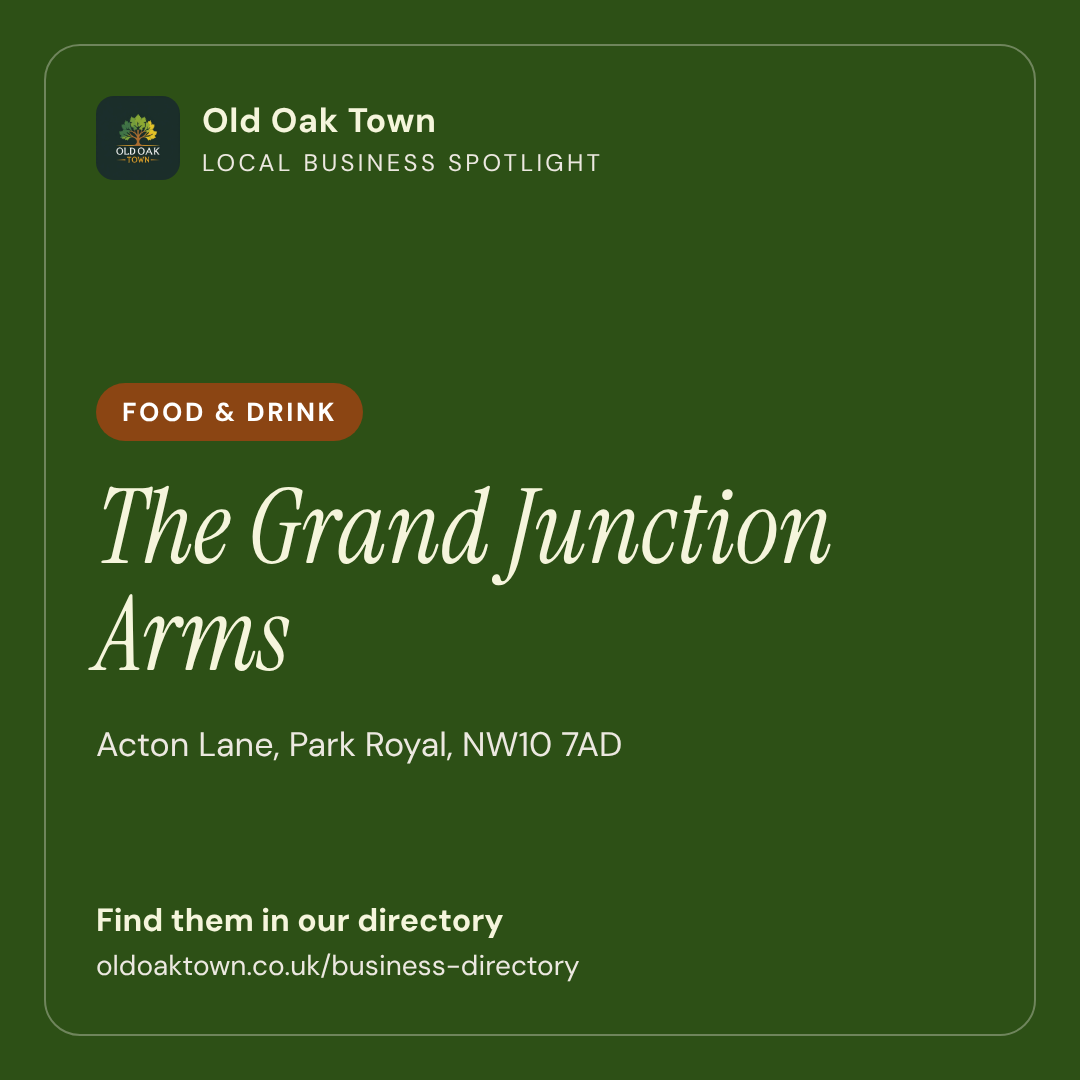 OLD OAK
TOWN
Old Oak Town
LOCAL BUSINESS SPOTLIGHT
FOOD & DRINK
The Grand Junction
Arms
Acton Lane, Park Royal, NW10 7AD
Find them in our directory
oldoaktown.co.uk/business-directory